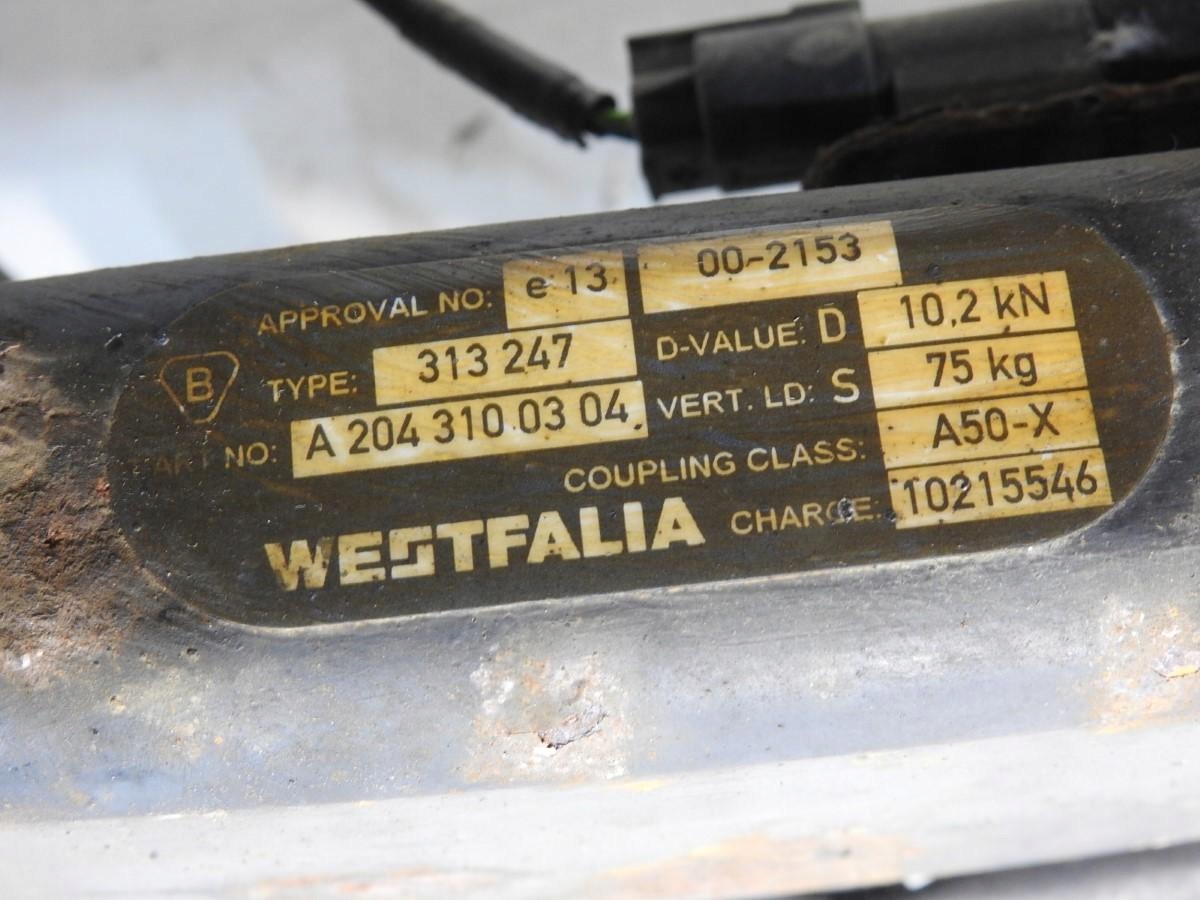 APPROVAL NO: e 13 00-2153
B
TYPE: 313 247
D-VALUE: D 10,2 kN
PART NO: A 204 310 03 04
VERT. LD: S 75 kg
COUPLING CLASS: A50-X
WESTFALIA
CHARGE: 10215546